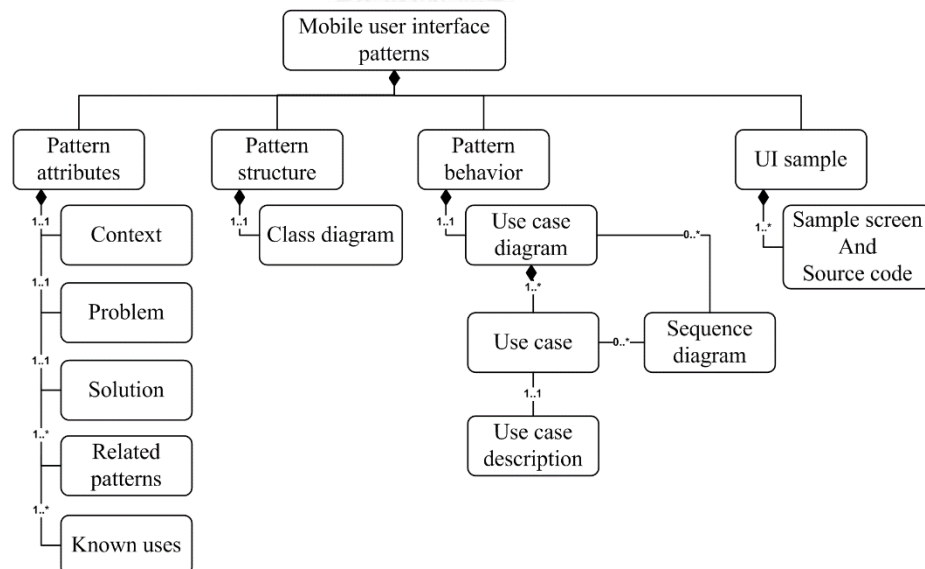 Mobile user interface
patterns
Pattern
attributes
Pattern
structure
Pattern
behavior
UI sample
1..1
Context
1..1
Problem
1..1
Solution
1..*
Related
patterns
1..*
Known uses
1..1
Class diagram
1..1
Use case
diagram
0..*
1..*
Use case
0..*
Sequence
diagram
1..1
Use case
description
1..*
Sample screen
And
Source code